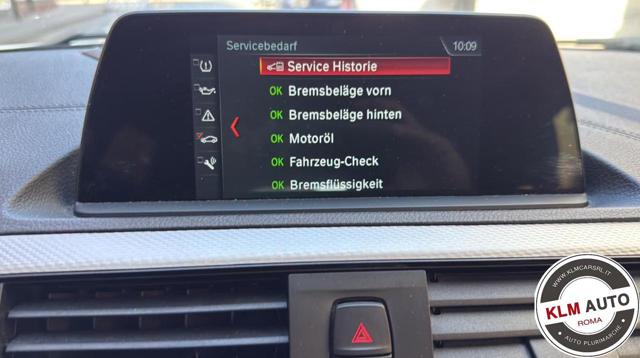 Servicebedarf 10:09
Service Historie
OK Bremsbeläge vorn
OK Bremsbeläge hinten
OK Motoröl
OK Fahrzeug-Check
OK Bremsflüssigkeit
WWW.KLMCARSRL.IT
KLM AUTO
ROMA
AUTO PLURIMARCHE